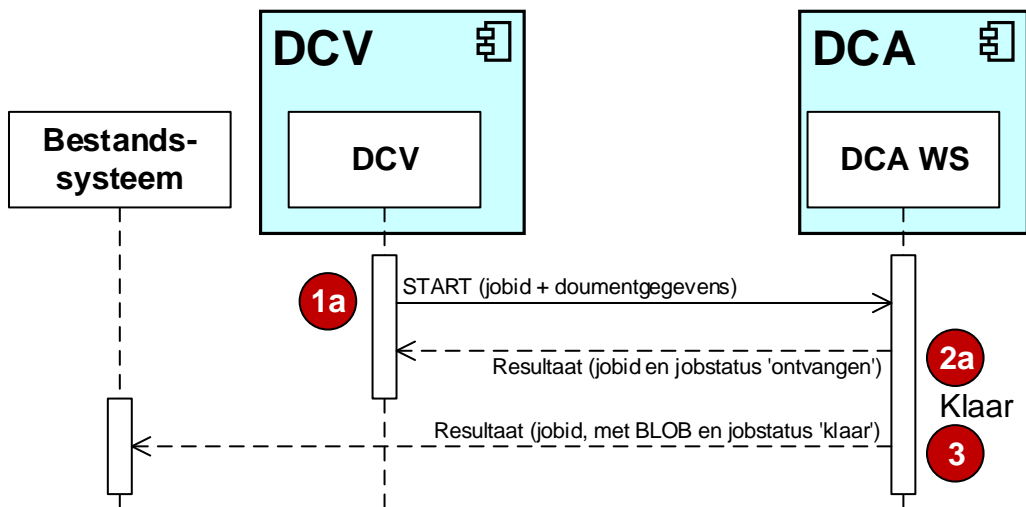 DCV
DCA
Bestands-
systeem
DCV
DCA WS
1a
START (jobid + doumentgegevens)
Resultaat (jobid en jobstatus 'ontvangen')
2a
Klaar
Resultaat (jobid, met BLOB en jobstatus 'klaar')
3